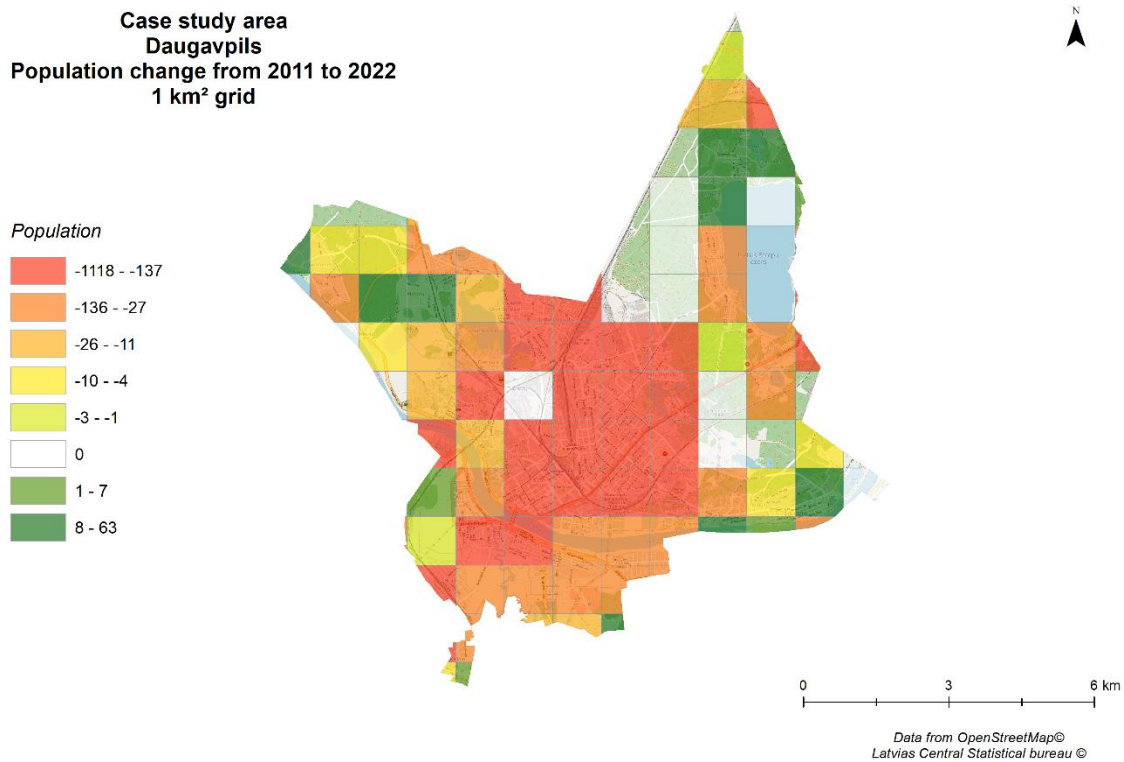 Case study area
Daugavpils
Population change from 2011 to 2022
1 km² grid
N
Population
-1118 - -137
-136 - -27
-26 - -11
-10 - -4
-3 - -1
0
1 - 7
8 - 63
0 3 6 km
Data from OpenStreetMap©
Latvias Central Statistical bureau ©